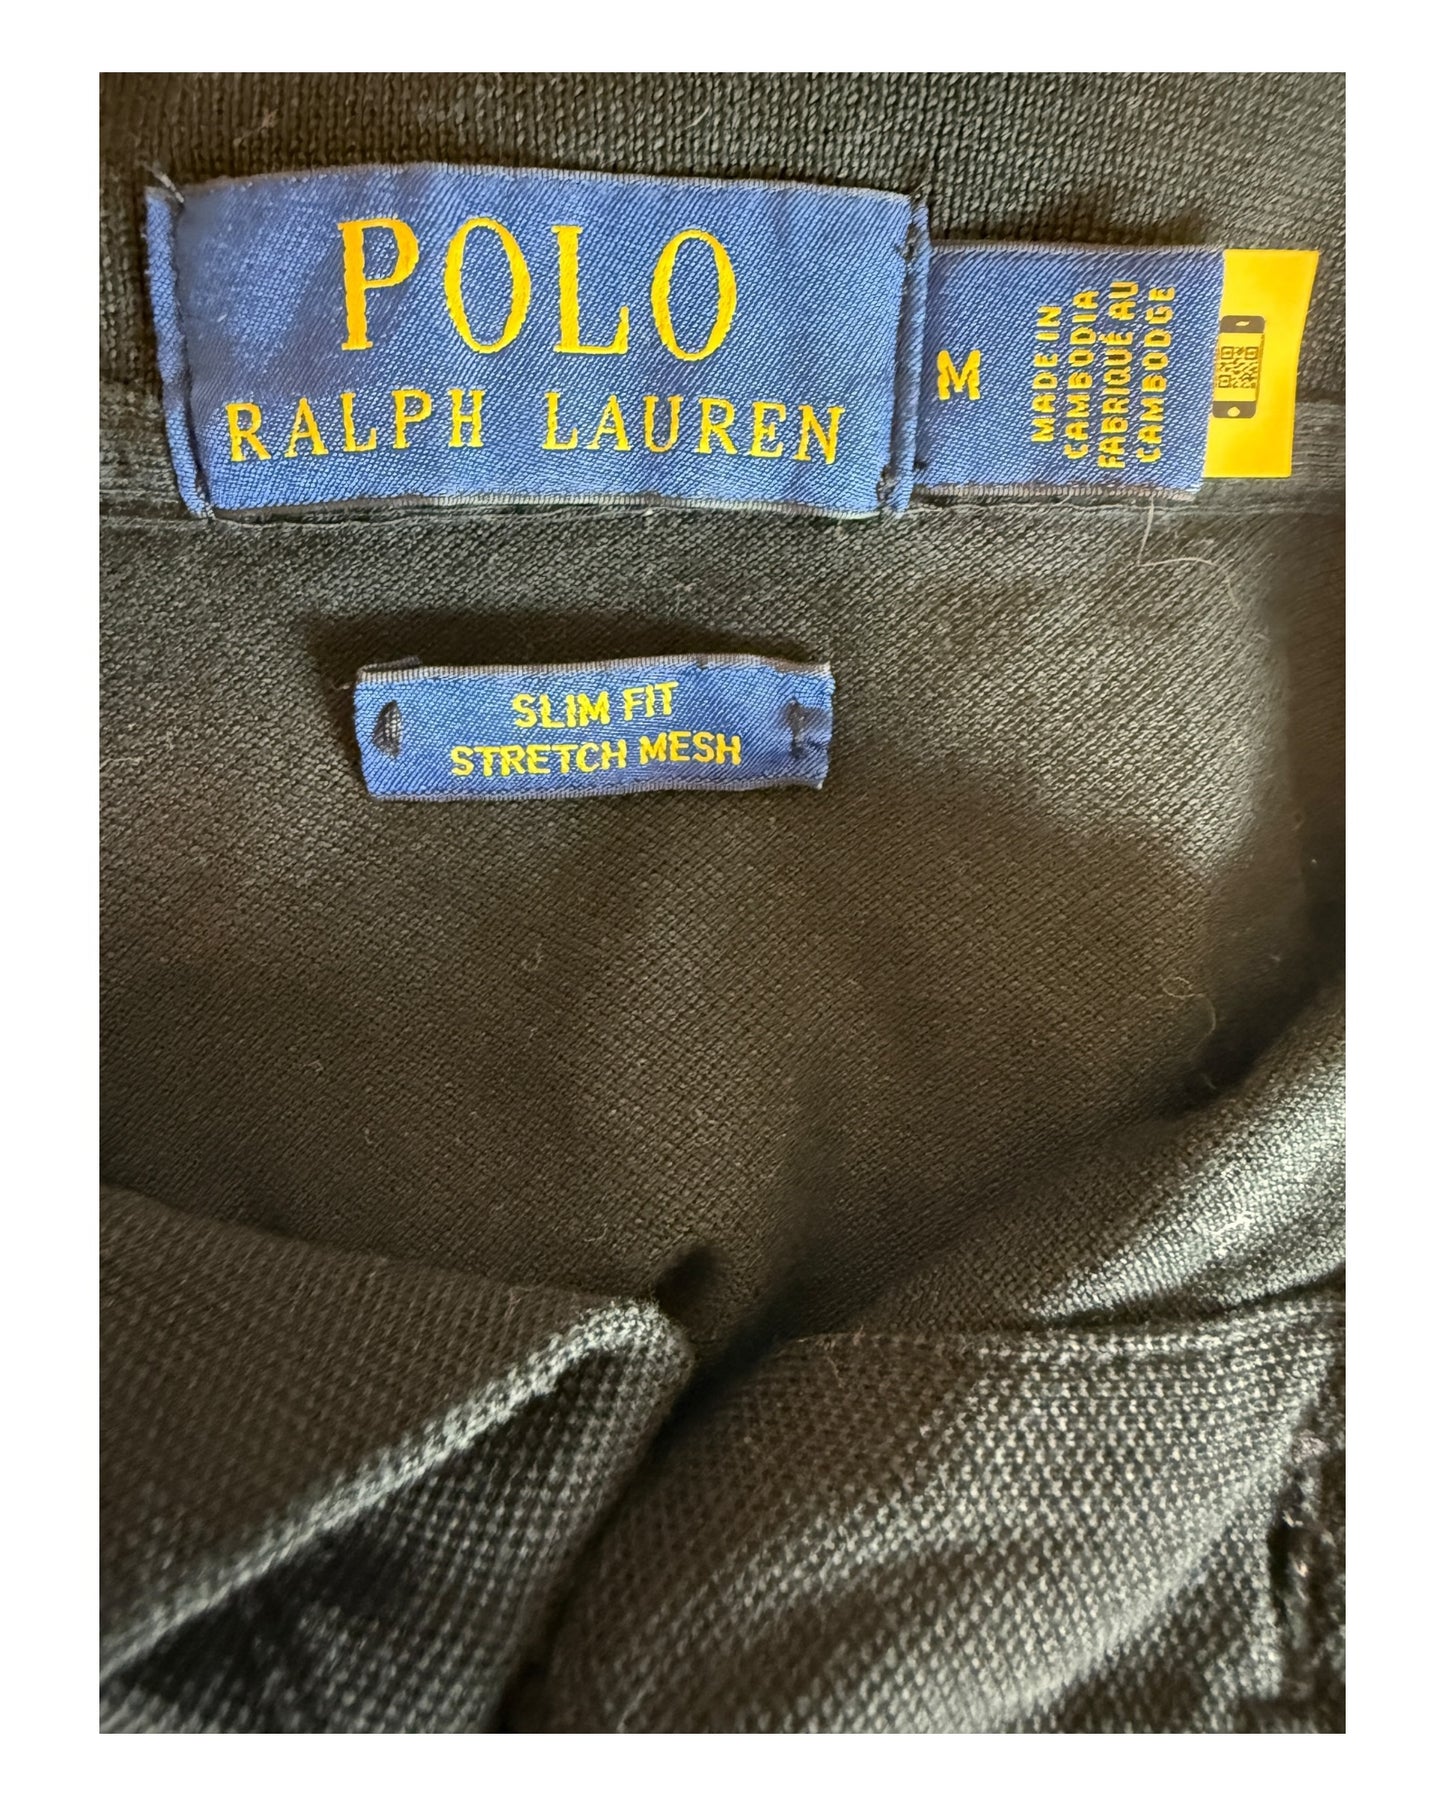 POLO
RALPH LAUREN
M
MADE IN
CAMBODIA
FABRIQUÉ AU
CAMBODGE
SLIM FIT
STRETCH MESH